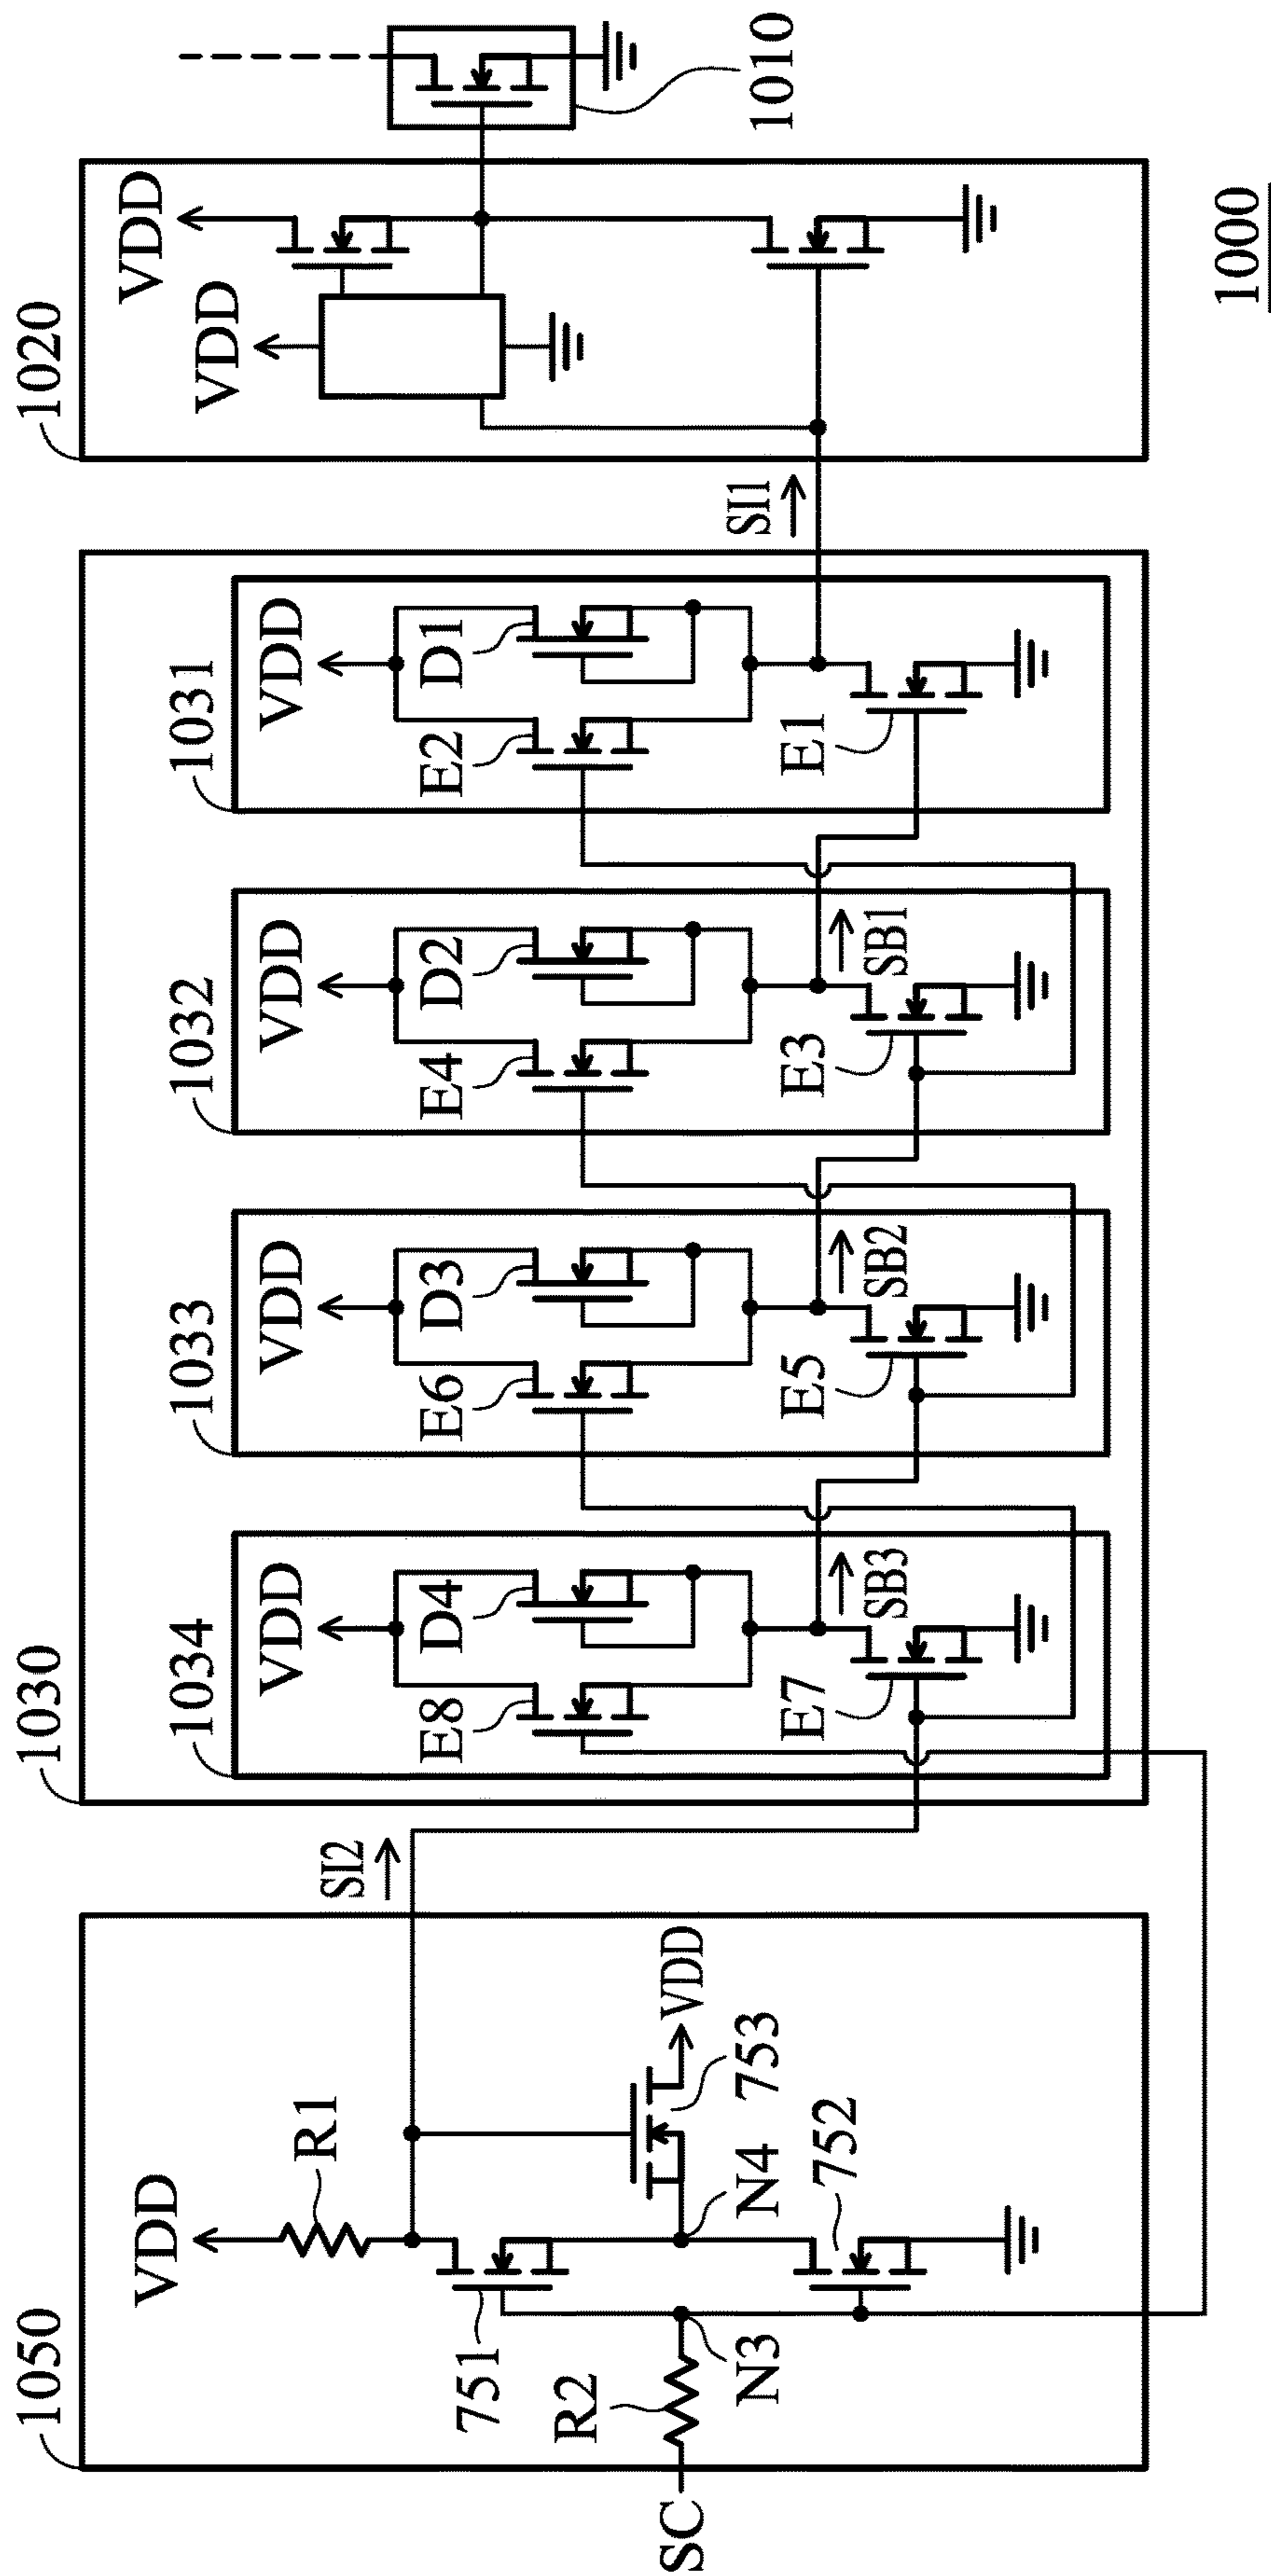 1050
VDD
R1
751
R2
SC
N3
N4
752
753
VDD
SI2
1030
1034
VDD
E8
D4
E7
SB3
1033
VDD
E6
D3
E5
SB2
1032
VDD
E4
D2
E3
SB1
1031
VDD
E2
D1
E1
SI1
1020
VDD
VDD
1010
1000